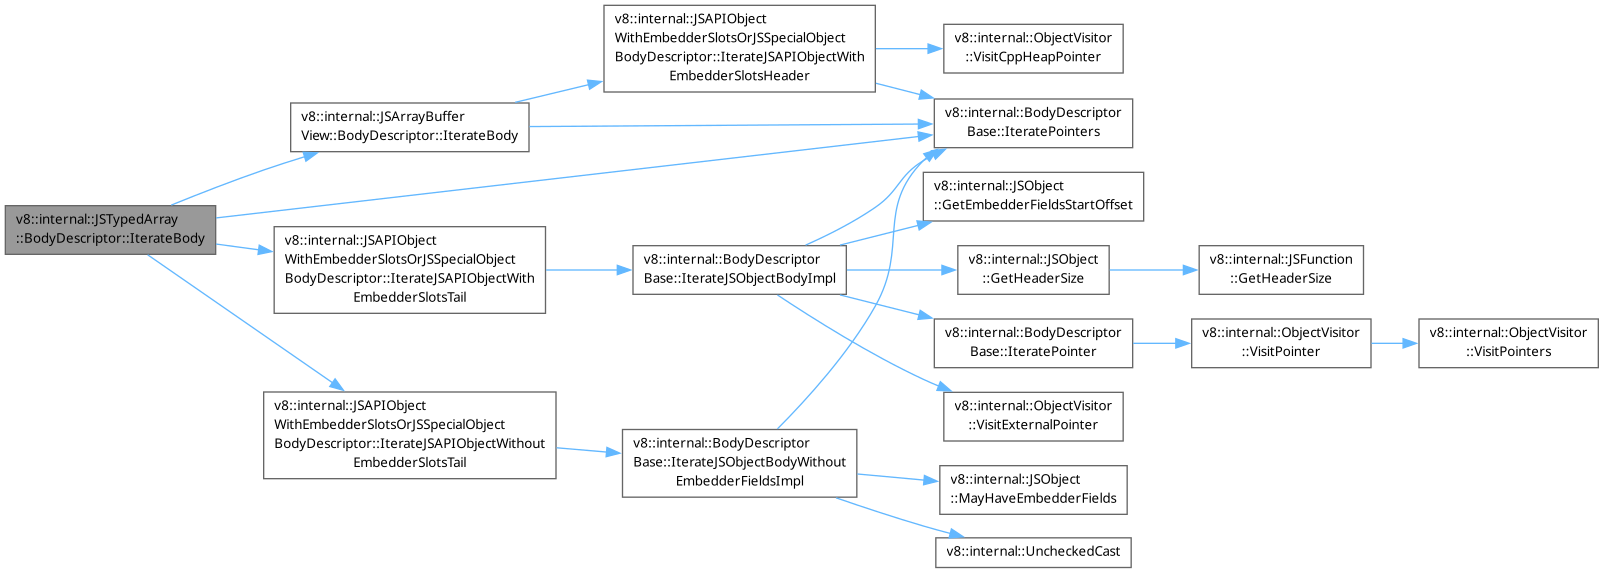 v8::internal::JSTypedArray
::BodyDescriptor::IterateBody
v8::internal::JSArrayBuffer
View::BodyDescriptor::IterateBody
v8::internal::JSAPIObject
WithEmbedderSlotsOrJSSpecialObject
BodyDescriptor::IterateJSAPIObjectWith
EmbedderSlotsHeader
v8::internal::ObjectVisitor
::VisitCppHeapPointer
v8::internal::BodyDescriptor
Base::IteratePointers
v8::internal::JSAPIObject
WithEmbedderSlotsOrJSSpecialObject
BodyDescriptor::IterateJSAPIObjectWith
EmbedderSlotsTail
v8::internal::BodyDescriptor
Base::IterateJSObjectBodyImpl
v8::internal::JSObject
::GetEmbedderFieldsStartOffset
v8::internal::JSObject
::GetHeaderSize
v8::internal::JSFunction
::GetHeaderSize
v8::internal::BodyDescriptor
Base::IteratePointer
v8::internal::ObjectVisitor
::VisitPointer
v8::internal::ObjectVisitor
::VisitPointers
v8::internal::ObjectVisitor
::VisitExternalPointer
v8::internal::JSAPIObject
WithEmbedderSlotsOrJSSpecialObject
BodyDescriptor::IterateJSAPIObjectWithout
EmbedderSlotsTail
v8::internal::BodyDescriptor
Base::IterateJSObjectBodyWithout
EmbedderFieldsImpl
v8::internal::JSObject
::MayHaveEmbedderFields
v8::internal::UncheckedCast